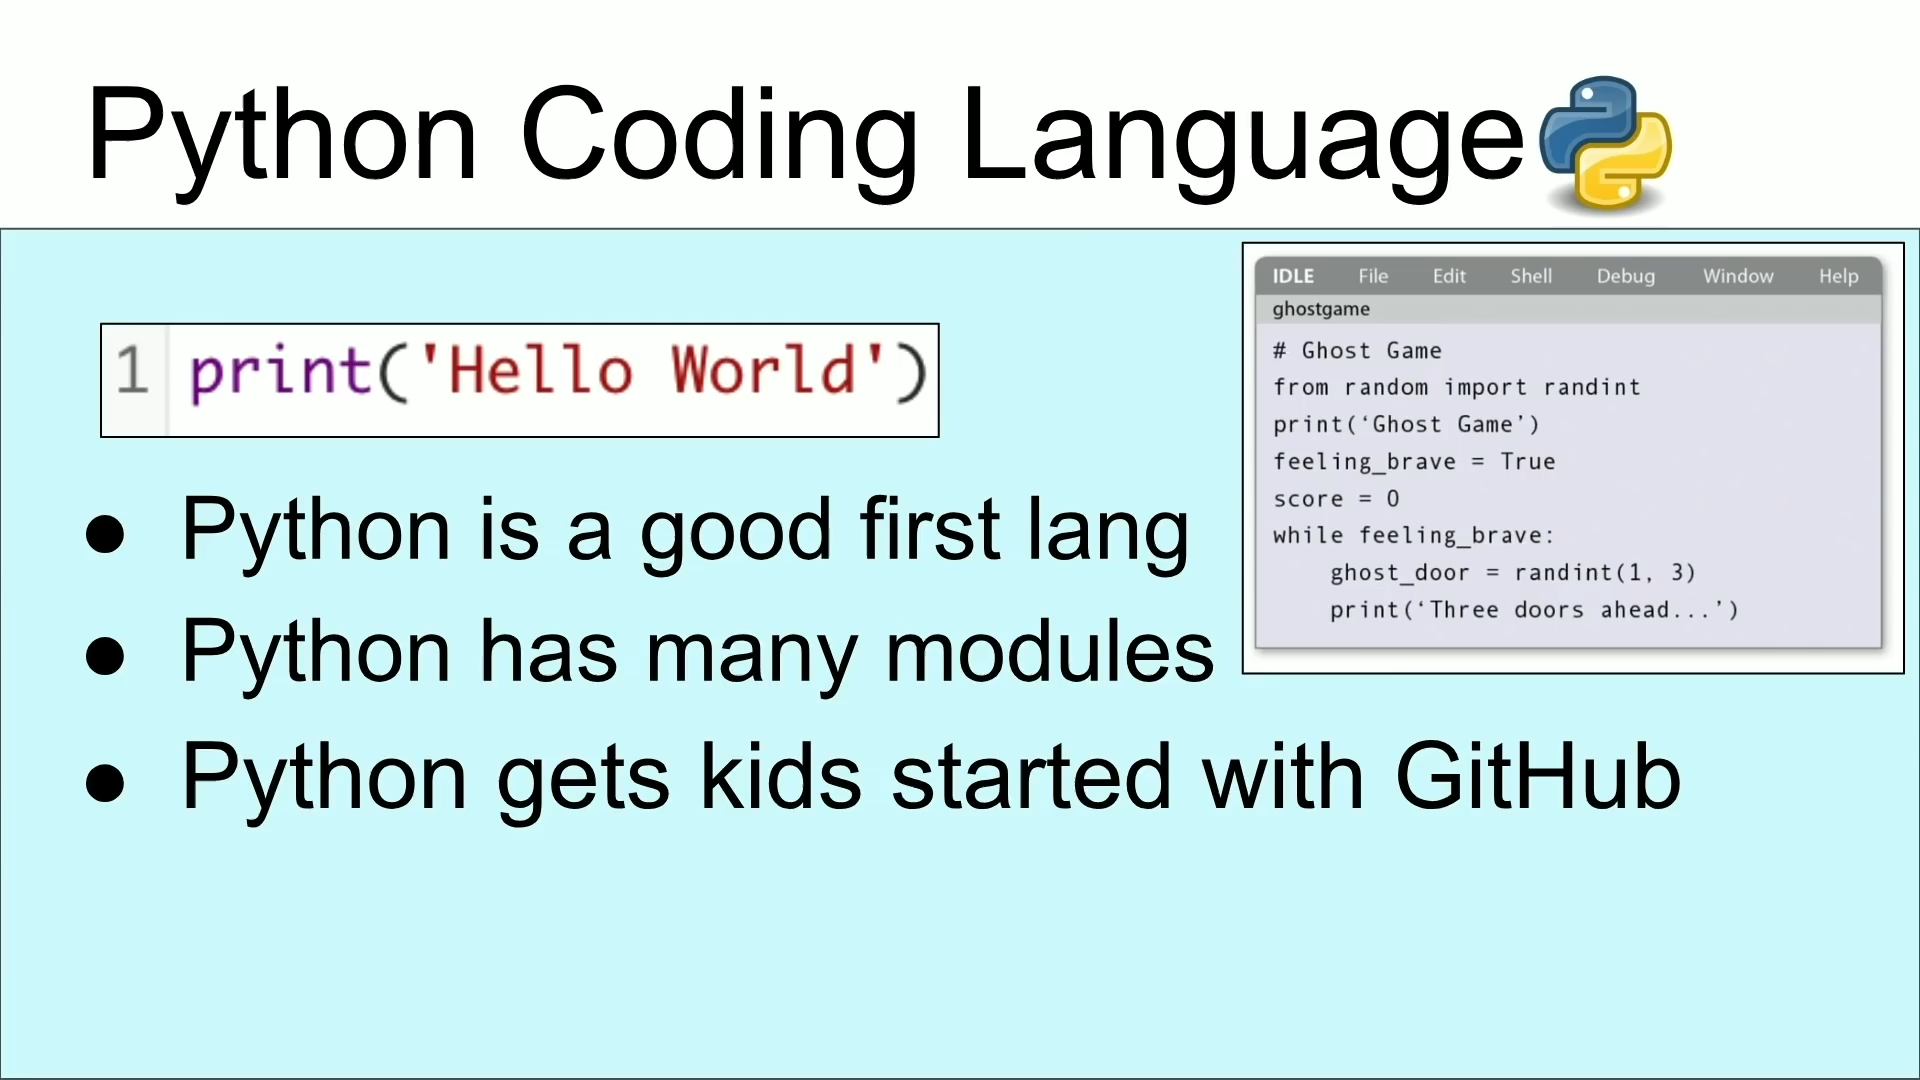 Python Coding Language
1 print('Hello World')
● Python is a good first lang
● Python has many modules
● Python gets kids started with GitHub
IDLE File Edit Shell Debug Window Help
ghostgame
# Ghost Game
from random import randint
print(‘Ghost Game’)
feeling_brave = True
score = 0
while feeling_brave:
    ghost_door = randint(1, 3)
    print(‘Three doors ahead...’)